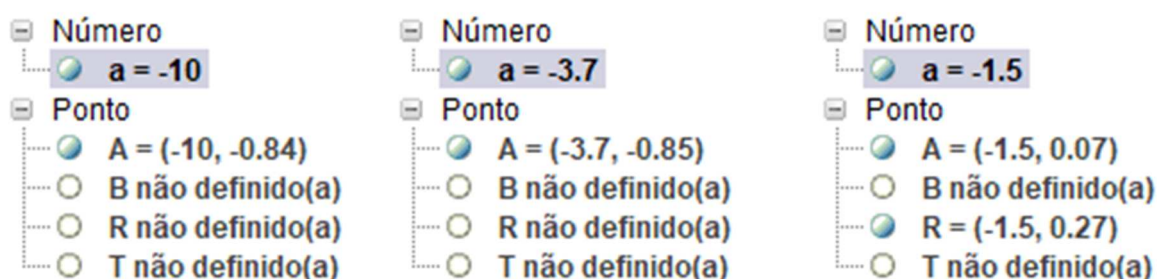 Número
a = -10
Ponto
A = (-10, -0.84)
B não definido(a)
R não definido(a)
T não definido(a)
Número
a = -3.7
Ponto
A = (-3.7, -0.85)
B não definido(a)
R não definido(a)
T não definido(a)
Número
a = -1.5
Ponto
A = (-1.5, 0.07)
B não definido(a)
R = (-1.5, 0.27)
T não definido(a)